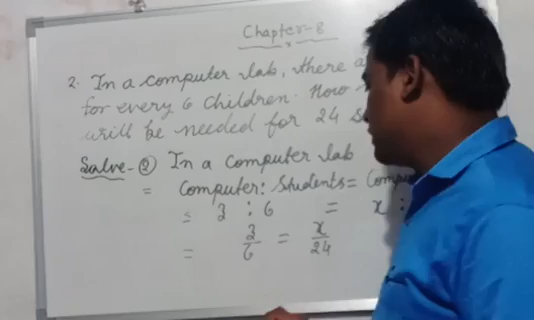 Chapter-8
2. In a computer lab, there
for every 6 children. How
will be needed for 24
Solve-② In a computer lab
= Computer: Students =
= 3 : 6 = x :
= 3/6 = x/24